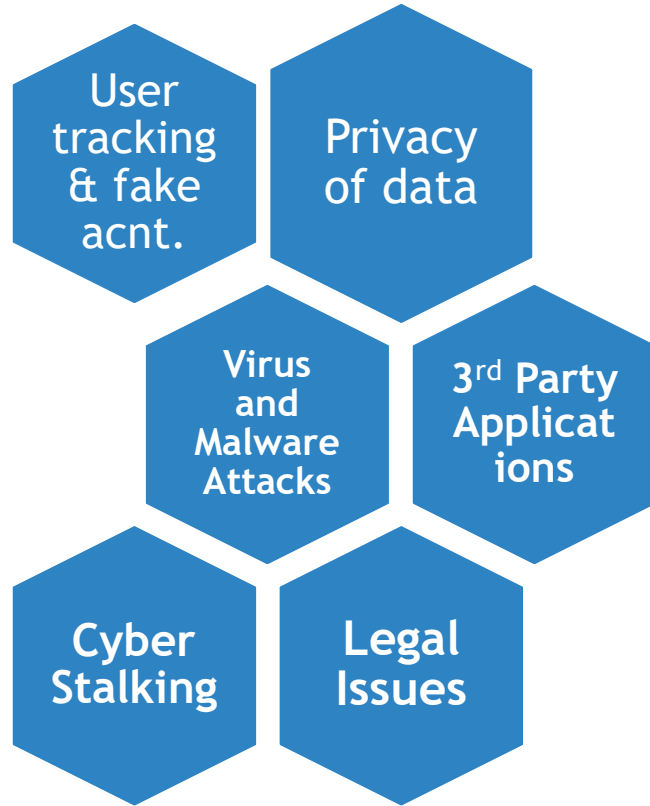 User
tracking
& fake
acnt.
Privacy
of data
Virus
and
Malware
Attacks
3rd Party
Applicat
ions
Cyber
Stalking
Legal
Issues